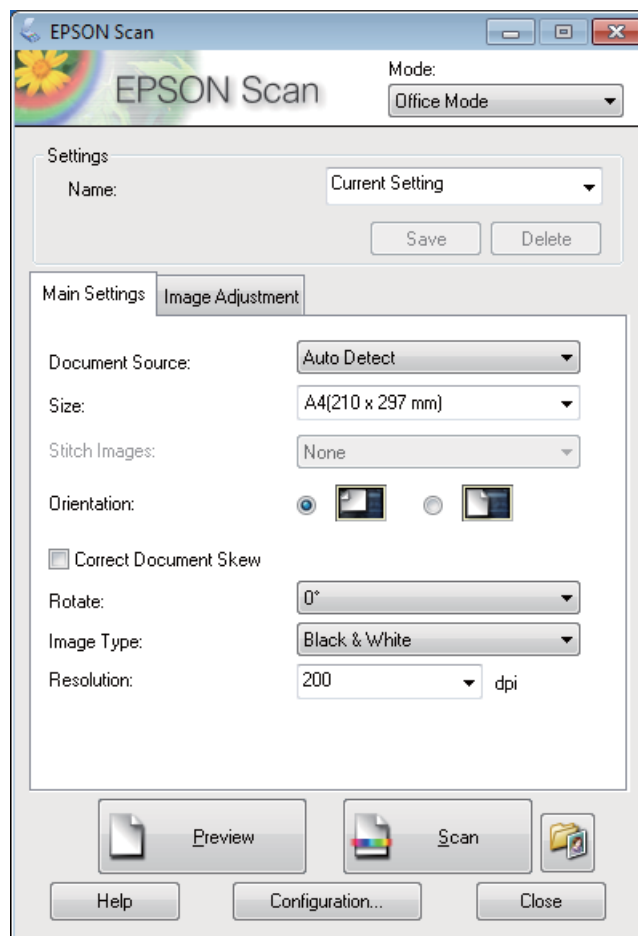 EPSON Scan
EPSON Scan
Mode:
Office Mode
Settings
Name:
Current Setting
Save
Delete
Main Settings
Image Adjustment
Document Source:
Auto Detect
Size:
A4(210 x 297 mm)
Stitch Images:
None
Orientation:
Correct Document Skew
Rotate:
0°
Image Type:
Black & White
Resolution:
200
dpi
Preview
Scan
Help
Configuration...
Close